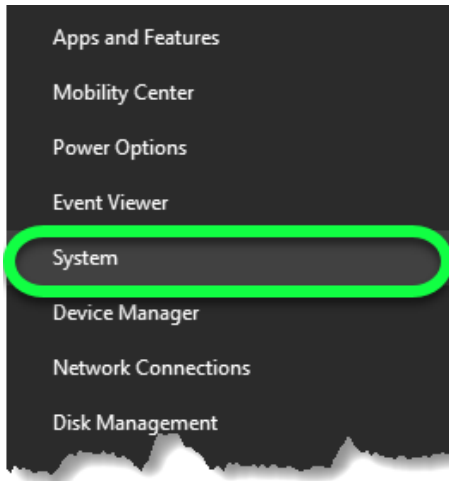 Apps and Features
Mobility Center
Power Options
Event Viewer
System
Device Manager
Network Connections
Disk Management